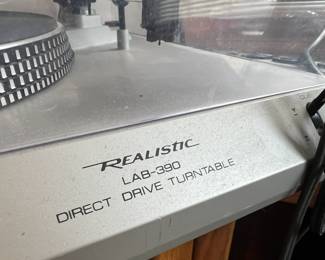 REALISTIC
LAB-390
DIRECT DRIVE TURNTABLE